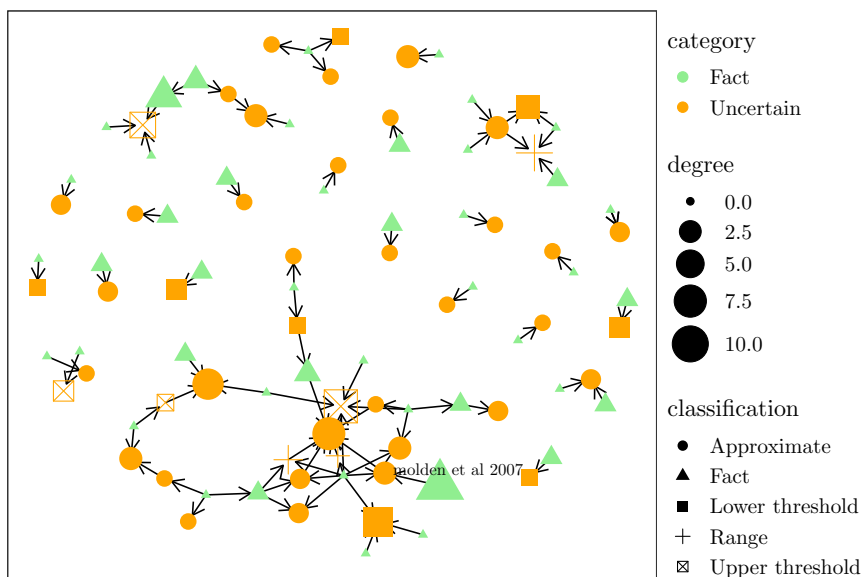 category
Fact
Uncertain
degree
0.0
2.5
5.0
7.5
10.0
classification
Approximate
Fact
Lower threshold
Range
Upper threshold
molden et al 2007